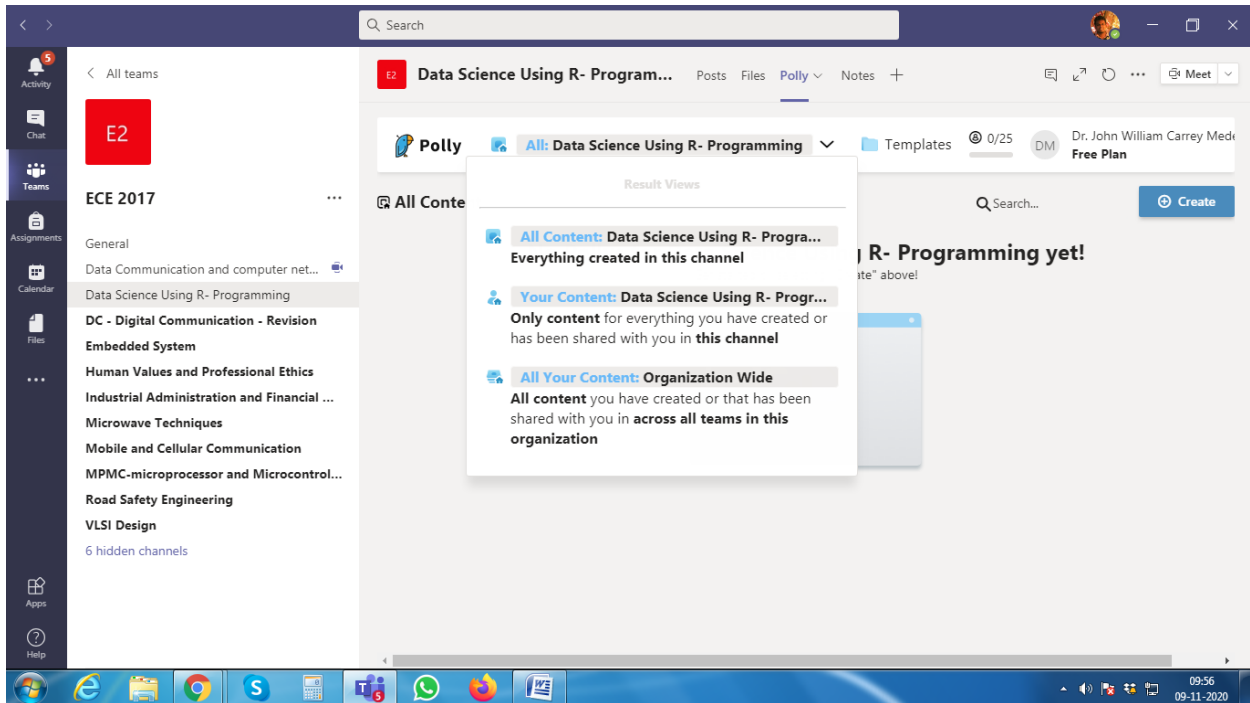 Search
5
Activity
Chat
Teams
Assignments
Calendar
Files
Apps
Help
All teams
E2
ECE 2017
General
Data Communication and computer net...
Data Science Using R- Programming
DC - Digital Communication - Revision
Embedded System
Human Values and Professional Ethics
Industrial Administration and Financial ...
Microwave Techniques
Mobile and Cellular Communication
MPMC-microprocessor and Microcontrol...
Road Safety Engineering
VLSI Design
6 hidden channels
E2 Data Science Using R- Program... Posts Files Polly Notes
Meet
Polly All: Data Science Using R- Programming Templates 0/25 DM Dr. John William Carrey Mede
Free Plan
All Conte
Search...
Create
Result Views
All Content: Data Science Using R- Progra...
Everything created in this channel
Your Content: Data Science Using R- Progr...
Only content for everything you have created or
has been shared with you in this channel
All Your Content: Organization Wide
All content you have created or that has been
shared with you in across all teams in this
organization
R- Programming yet!
ate" above!
S
5
W
09:56
09-11-2020